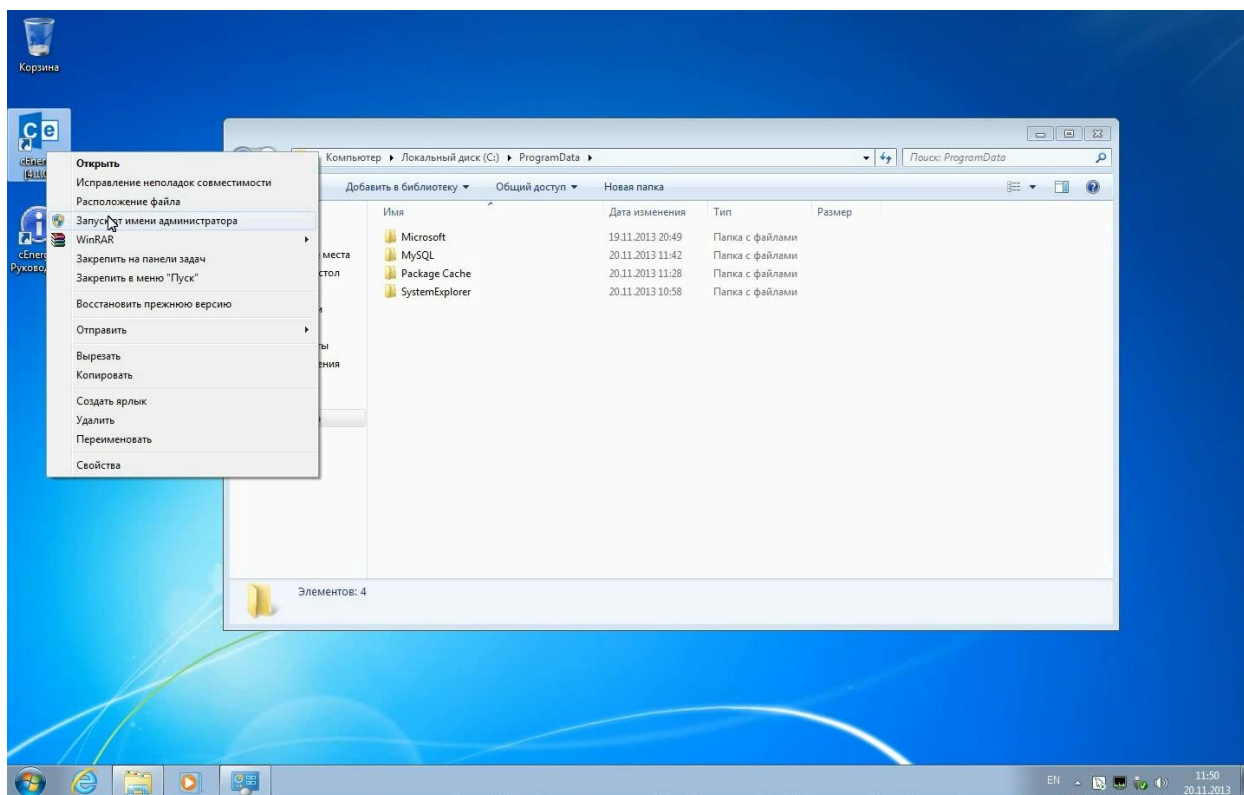 Корзина
Ce
Компьютер ▸ Локальный диск (C:) ▸ ProgramData ▸
Поиск: ProgramData
Добавить в библиотеку
Общий доступ
Новая папка
Имя
Дата изменения
Тип
Размер
Microsoft
19.11.2013 20:49
Папка с файлами
MySQL
20.11.2013 11:42
Папка с файлами
Package Cache
20.11.2013 11:28
Папка с файлами
SystemExplorer
20.11.2013 10:58
Папка с файлами
места
Элементов: 4
Открыть
Исправление неполадок совместимости
Расположение файла
Запуск от имени администратора
WinRAR
Закрепить на панели задач
Закрепить в меню "Пуск"
Восстановить прежнюю версию
Отправить
Вырезать
Копировать
Создать ярлык
Удалить
Переименовать
Свойства
EN
11:50
20.11.2013